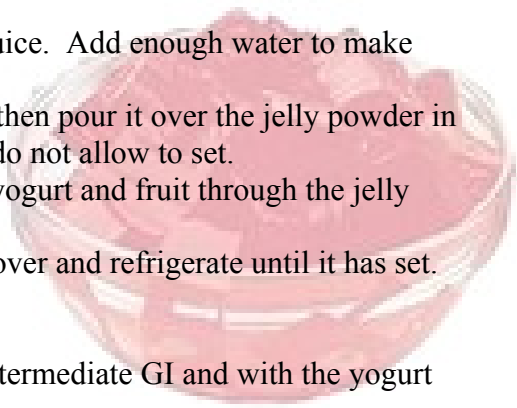 uice. Add enough water to make
then pour it over the jelly powder in
do not allow to set.
yogurt and fruit through the jelly
over and refrigerate until it has set.
termediate GI and with the yogurt